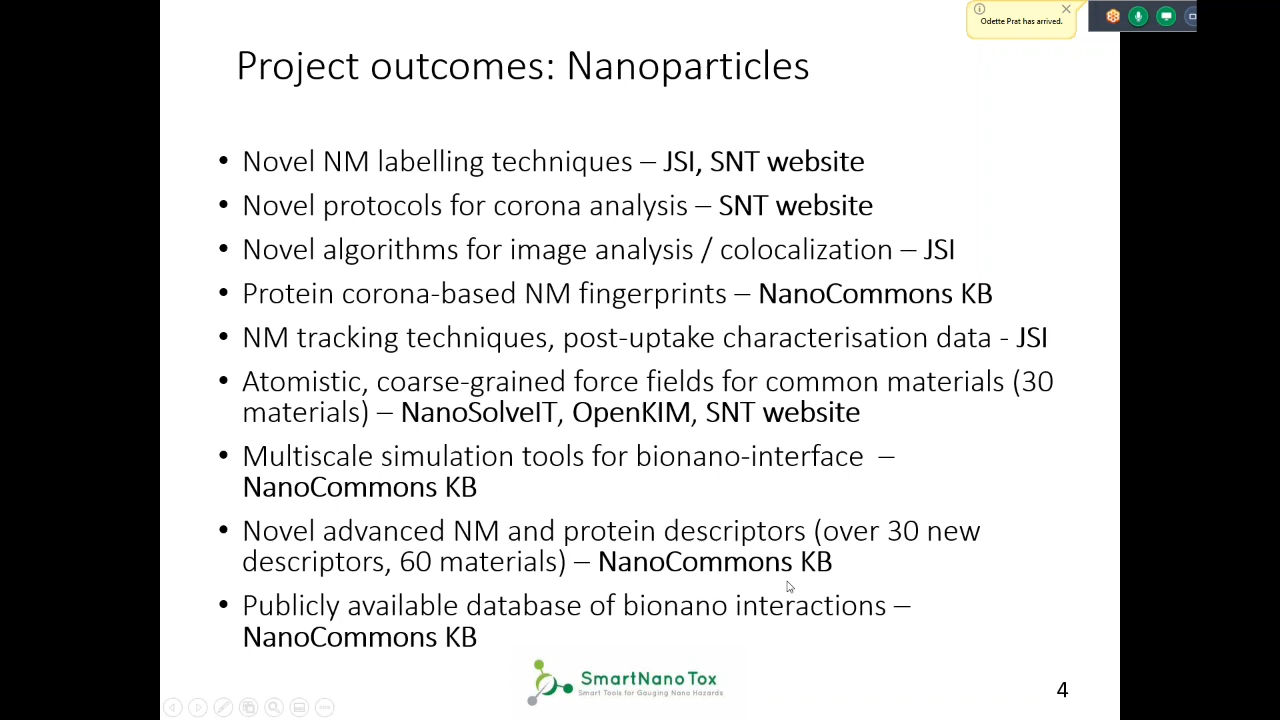 Odette Prat has arrived.
Project outcomes: Nanoparticles
• Novel NM labelling techniques – JSI, SNT website
• Novel protocols for corona analysis – SNT website
• Novel algorithms for image analysis / colocalization – JSI
• Protein corona-based NM fingerprints – NanoCommons KB
• NM tracking techniques, post-uptake characterisation data - JSI
• Atomistic, coarse-grained force fields for common materials (30
materials) – NanoSolveIT, OpenKIM, SNT website
• Multiscale simulation tools for bionano-interface –
NanoCommons KB
• Novel advanced NM and protein descriptors (over 30 new
descriptors, 60 materials) – NanoCommons KB
• Publicly available database of bionano interactions –
NanoCommons KB
SmartNanoTox
Smart Tools for Gauging Nano Hazards
4